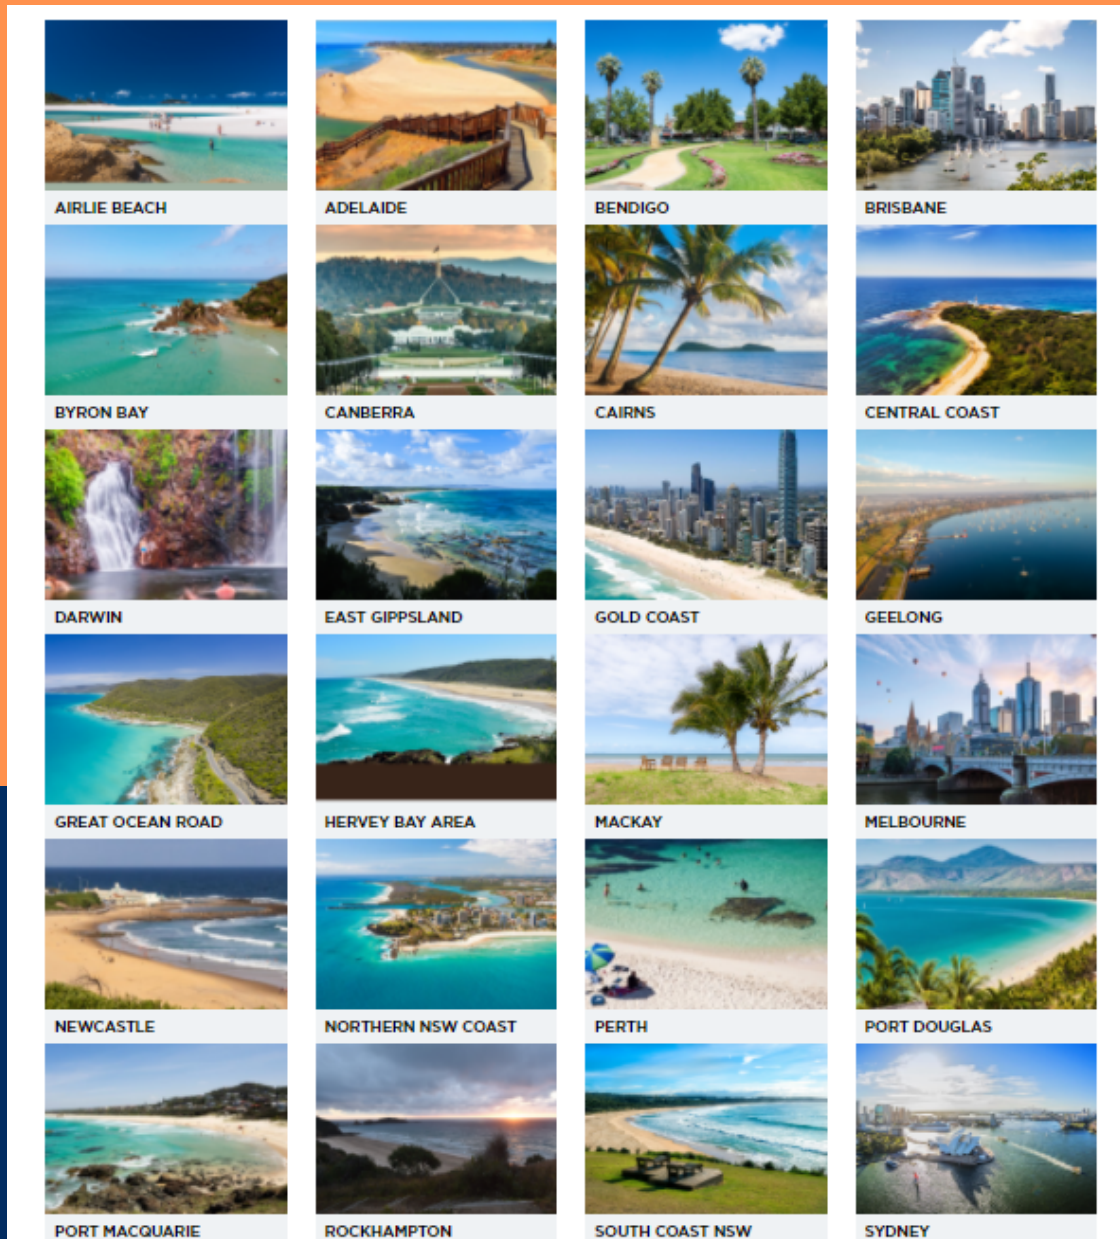 AIRLIE BEACH
ADELAIDE
BENDIGO
BRISBANE
BYRON BAY
CANBERRA
CAIRNS
CENTRAL COAST
DARWIN
EAST GIPPSLAND
GOLD COAST
GEELONG
GREAT OCEAN ROAD
HERVEY BAY AREA
MACKAY
MELBOURNE
NEWCASTLE
NORTHERN NSW COAST
PERTH
PORT DOUGLAS
PORT MACQUARIE
ROCKHAMPTON
SOUTH COAST NSW
SYDNEY